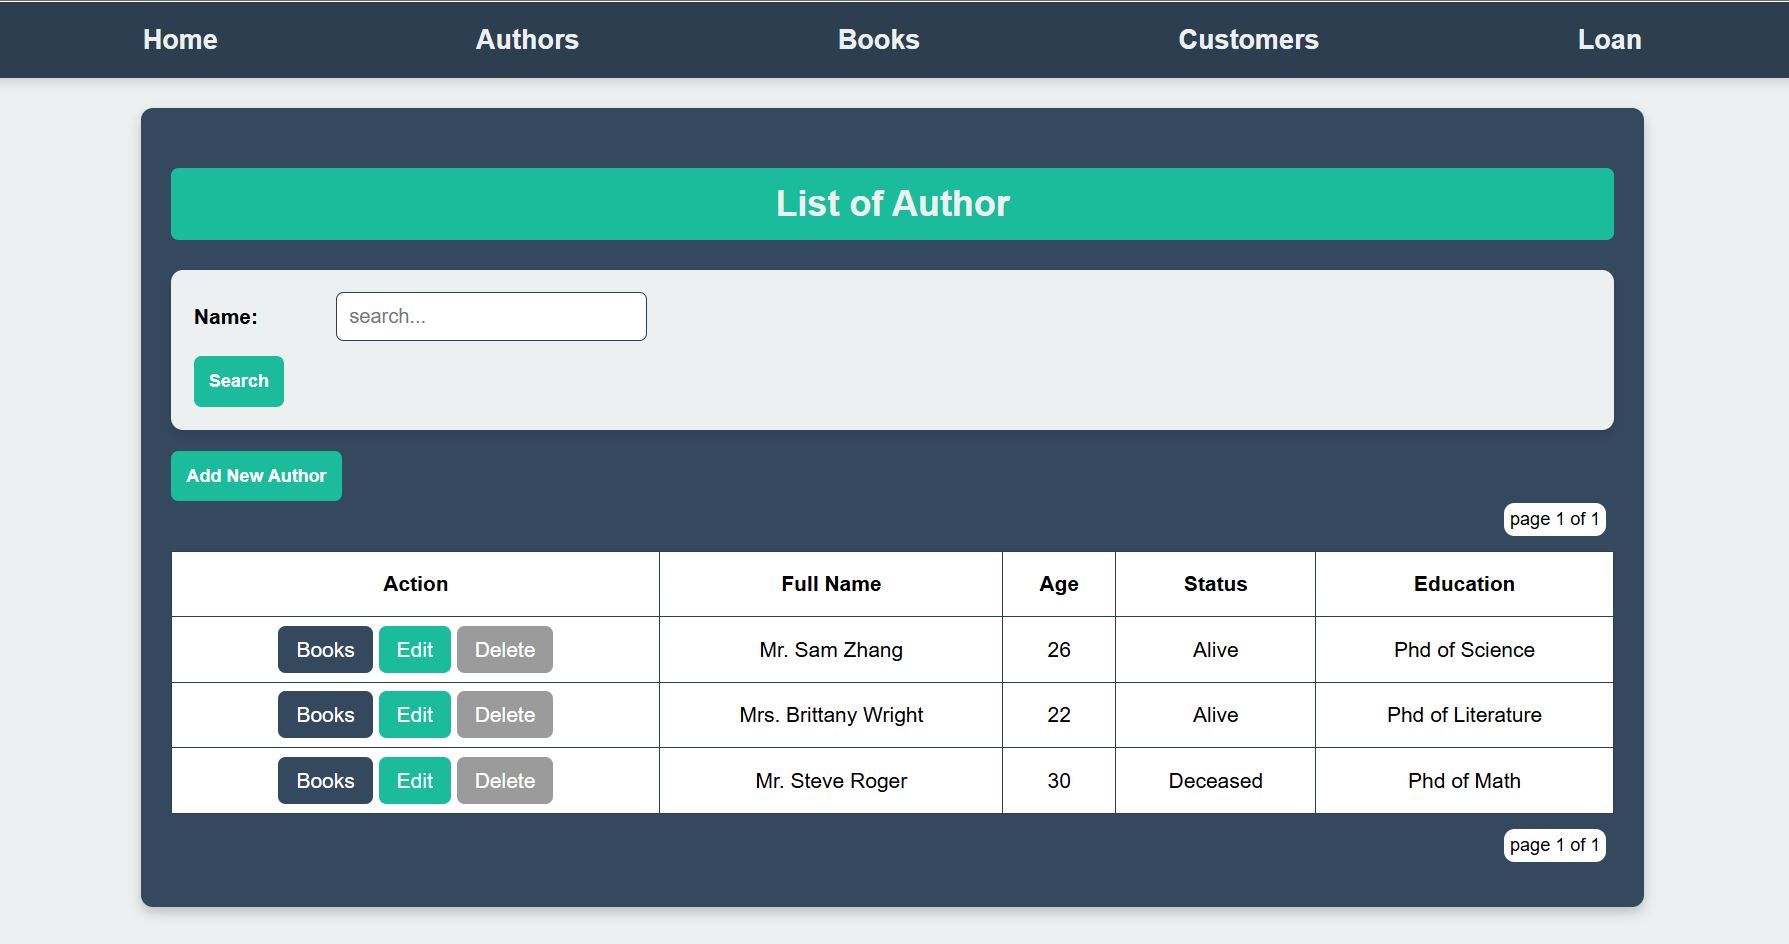 Home Authors Books Customers Loan
List of Author
Name: search...
Search
Add New Author
page 1 of 1
Action Full Name Age Status Education
Books Edit Delete Mr. Sam Zhang 26 Alive Phd of Science
Books Edit Delete Mrs. Brittany Wright 22 Alive Phd of Literature
Books Edit Delete Mr. Steve Roger 30 Deceased Phd of Math
page 1 of 1